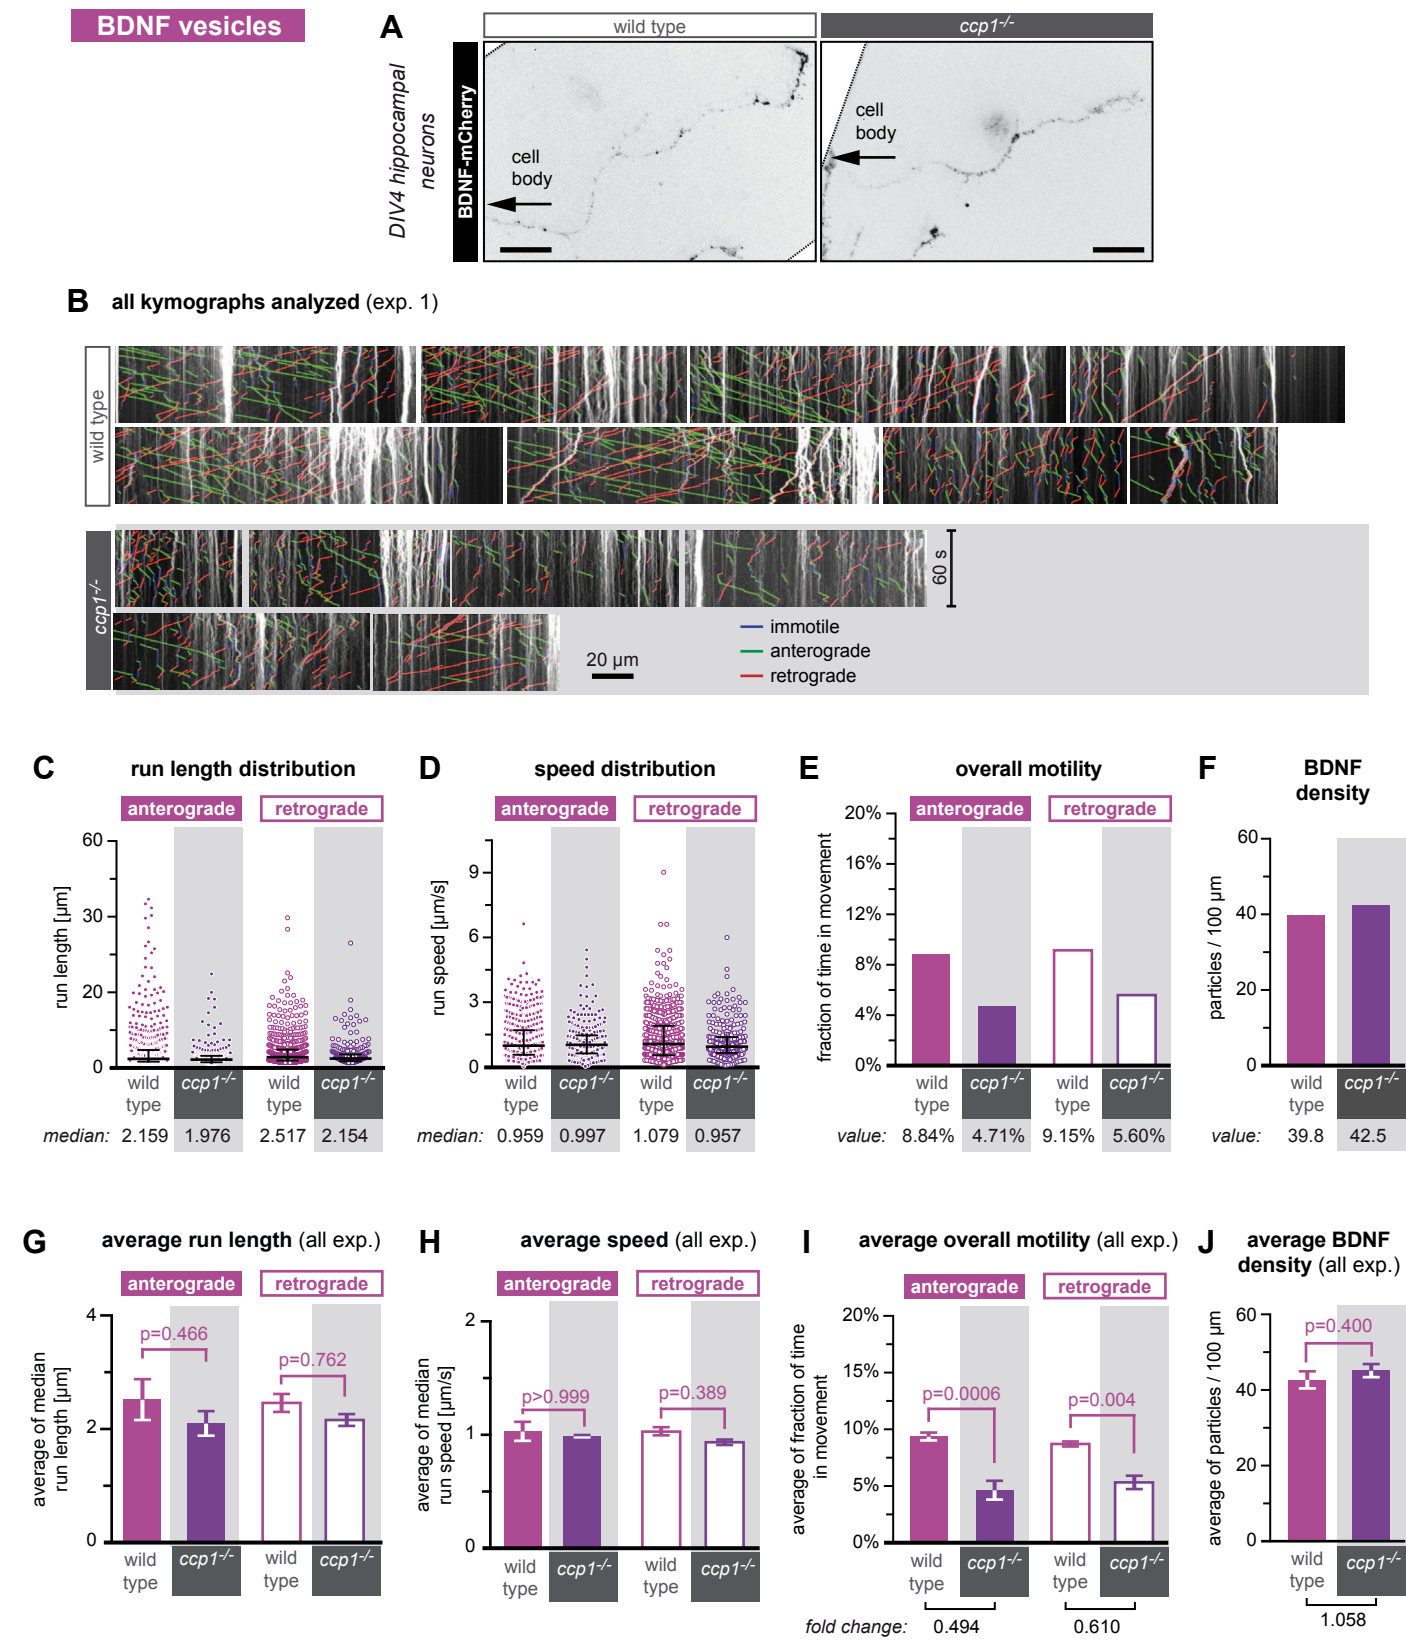 BDNF vesicles
A
wild type
ccp1-/-
DIV4 hippocampal
neurons
BDNF-mCherry
cell
body
cell
body
B all kymographs analyzed (exp. 1)
wild type
ccp1-/-
60 s
immotile
anterograde
retrograde
20 µm
C run length distribution
anterograde retrograde
run length [µm]
60
30
20
0
wild
type
ccp1-/-
wild
type
ccp1-/-
median: 2.159 1.976 2.517 2.154
D speed distribution
anterograde retrograde
run speed [µm/s]
9
6
3
0
wild
type
ccp1-/-
wild
type
ccp1-/-
median: 0.959 0.997 1.079 0.957
E overall motility
anterograde retrograde
fraction of time in movement
20%
16%
12%
8%
4%
0%
wild
type
ccp1-/-
wild
type
ccp1-/-
value: 8.84% 4.71% 9.15% 5.60%
F BDNF
density
particles / 100 µm
60
40
20
0
wild
type
ccp1-/-
value: 39.8 42.5
G average run length (all exp.)
anterograde retrograde
average of median
run length [µm]
4
2
0
p=0.466
p=0.762
wild
type
ccp1-/-
wild
type
ccp1-/-
H average speed (all exp.)
anterograde retrograde
average of median
run speed [µm/s]
2
1
0
p>0.999
p=0.389
wild
type
ccp1-/-
wild
type
ccp1-/-
I average overall motility (all exp.)
anterograde retrograde
average of fraction of time
in movement
20%
15%
10%
5%
0%
p=0.0006
p=0.004
wild
type
ccp1-/-
wild
type
ccp1-/-
fold change: 0.494 0.610
J average BDNF
density (all exp.)
average of particles / 100 µm
60
40
20
0
p=0.400
wild
type
ccp1-/-
1.058